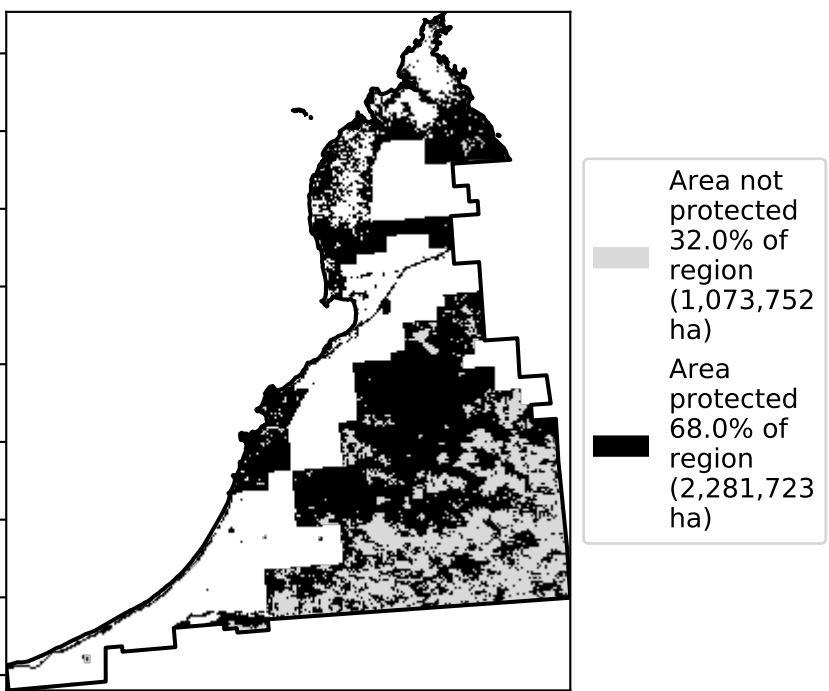 Area not
protected
32.0% of
region
(1,073,752
ha)
Area
protected
68.0% of
region
(2,281,723
ha)